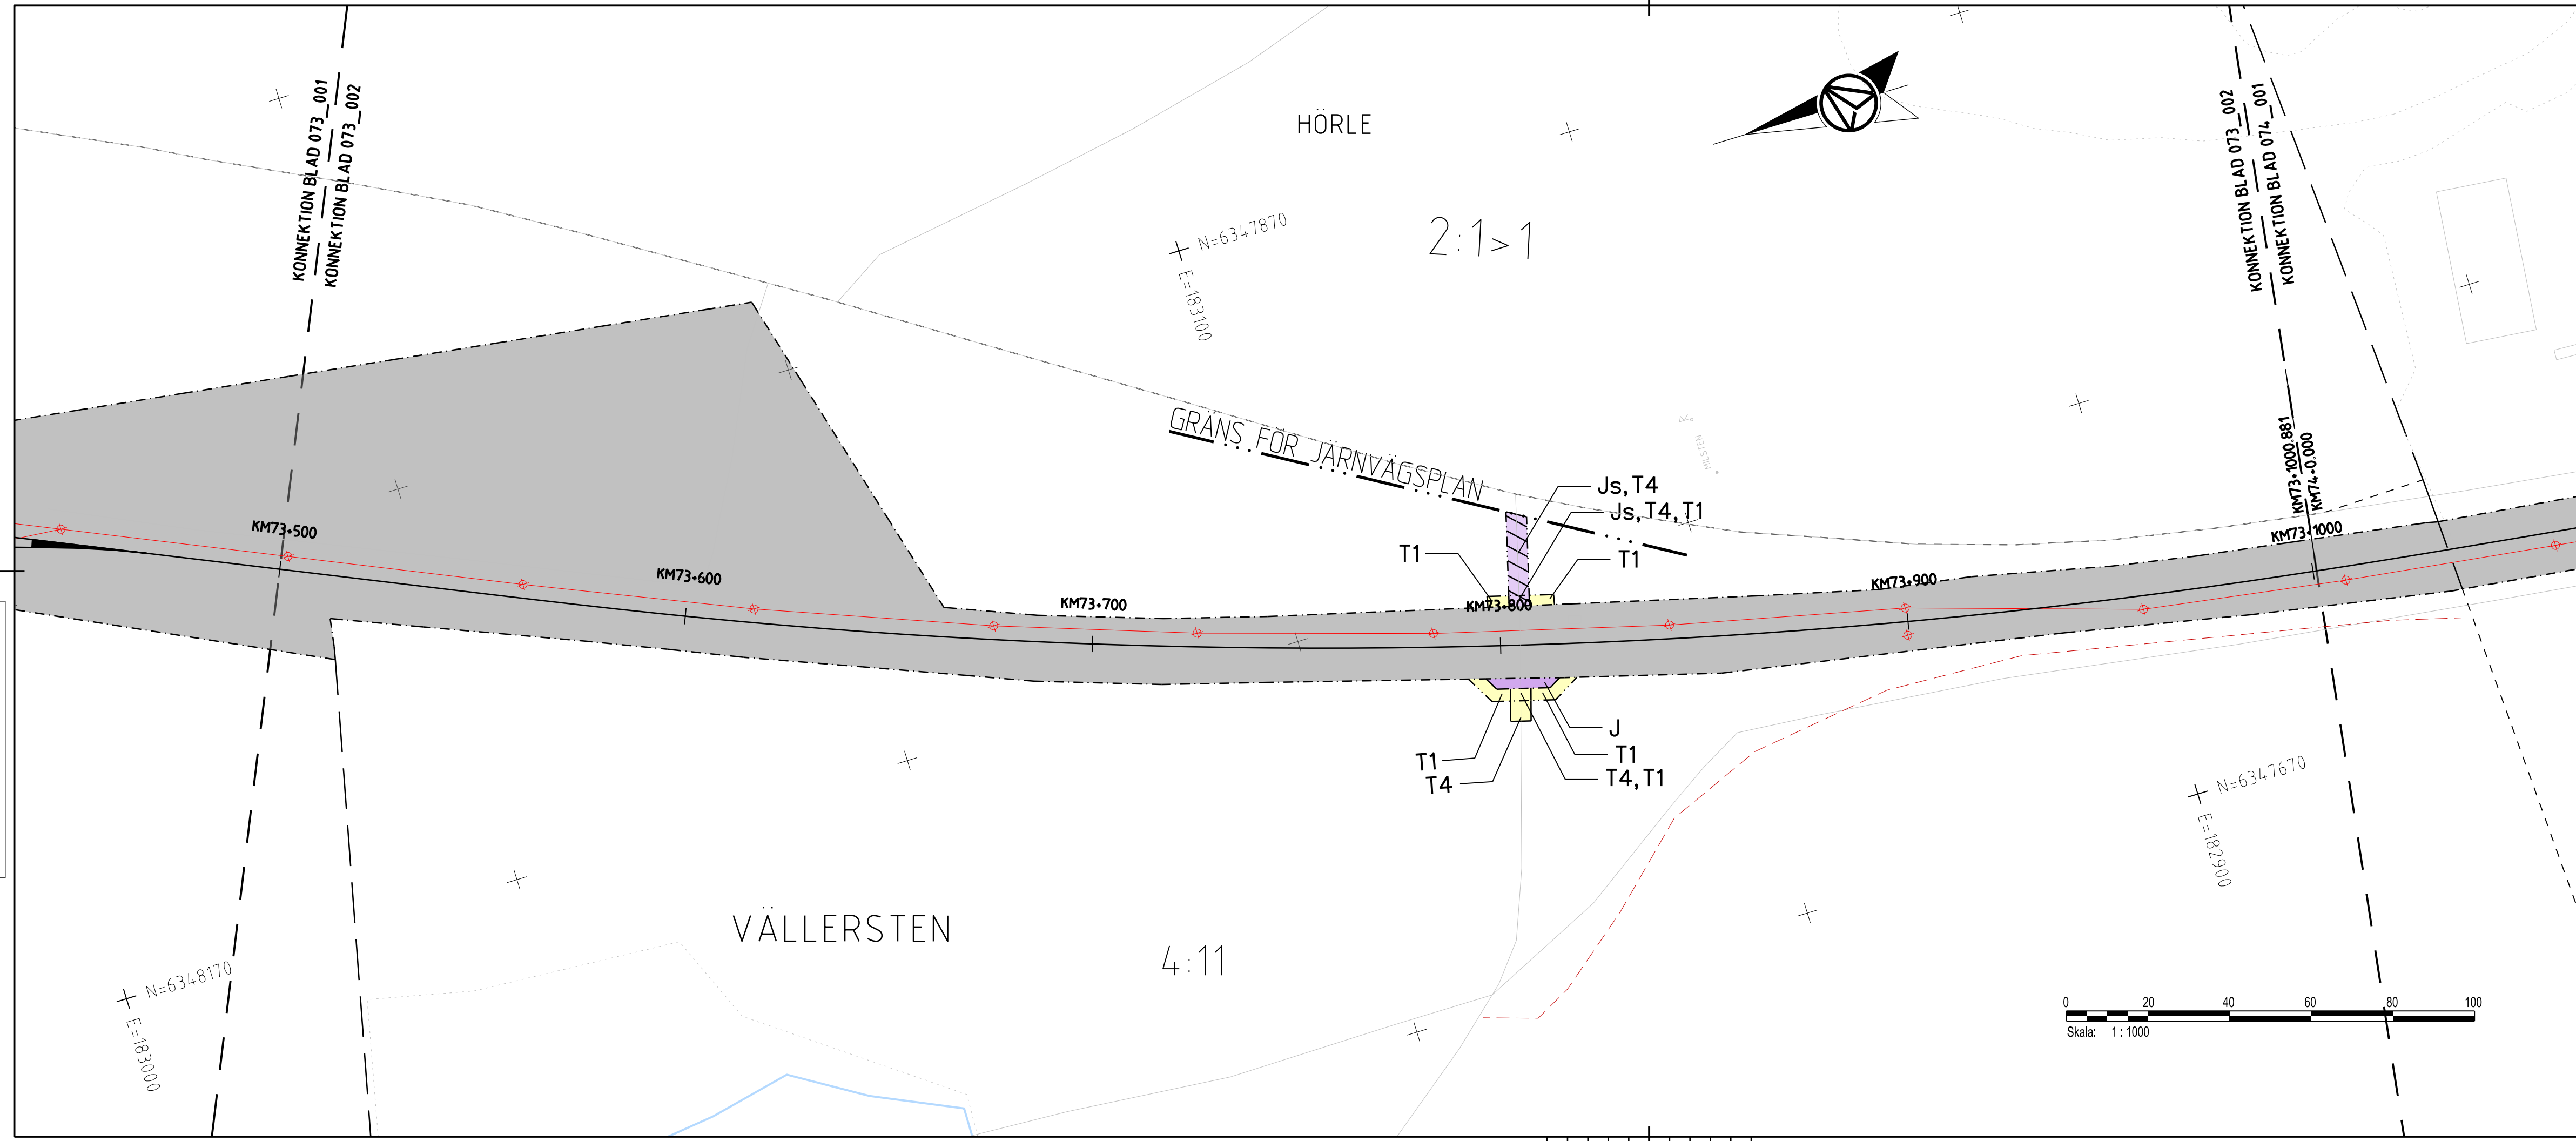 KONNEKTION BLAD 073_001
KONNEKTION BLAD 073_002
HÖRLE
KONNEKTION BLAD 073_002
KONNEKTION BLAD 074_001
N=6347870
E=183100
2:1>1
GRÄNS FÖR JÄRNVÄGSPLAN
MILSTEN
KM73+1000.881
KM74+0.000
Js,T4
Js,T4,T1
T1
T1
KM73+500
KM73+600
KM73+700
KM73+800
KM73+900
KM73+1000
J
T1
T1
T4,T1
T4
N=6347670
E=182900
VÄLLERSTEN
4:11
N=6348170
E=183000
0 20 40 60 80 100
Skala: 1 : 1000